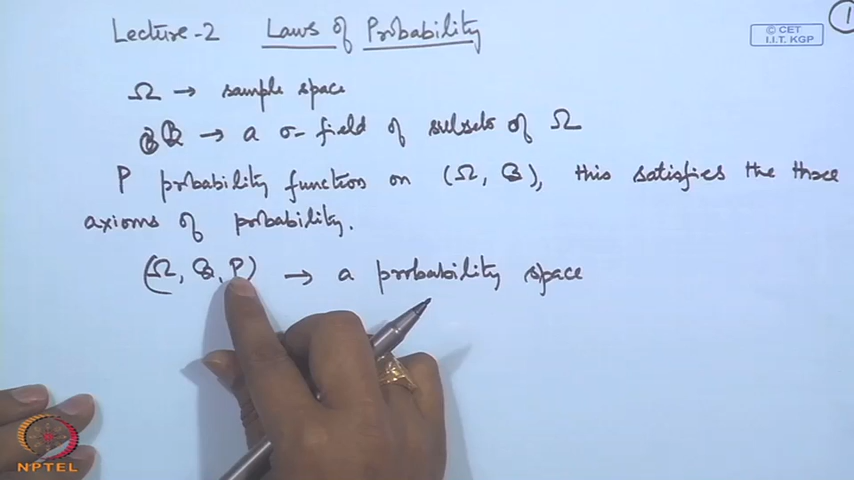 Lecture-2 Laws of Probability
© CET
I.I.T. KGP
1
Ω → sample space
B → a σ-field of subsets of Ω
P probability function on (Ω, B), this satisfies the three
axioms of probability.
(Ω, B, P) → a probability space
NPTEL